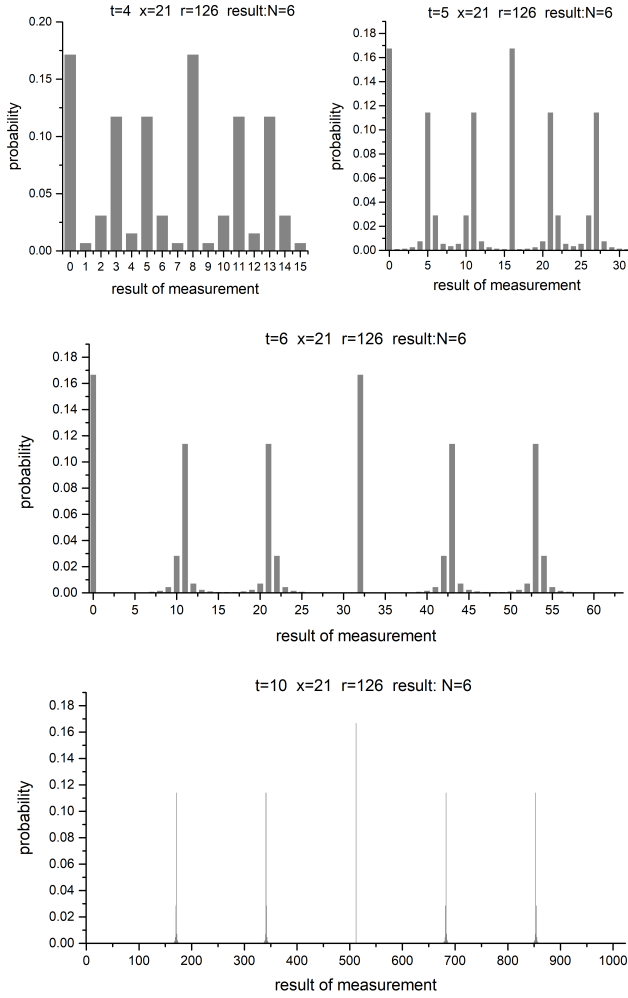 t=4 x=21 r=126 result:N=6
0.20
0.15
0.10
0.05
0.00
probability
0 1 2 3 4 5 6 7 8 9 10 11 12 13 14 15
result of measurement
t=5 x=21 r=126 result:N=6
0.18
0.16
0.14
0.12
0.10
0.08
0.06
0.04
0.02
0.00
probability
0 5 10 15 20 25 30
result of measurement
t=6 x=21 r=126 result:N=6
0.18
0.16
0.14
0.12
0.10
0.08
0.06
0.04
0.02
0.00
probability
0 5 10 15 20 25 30 35 40 45 50 55 60
result of measurement
t=10 x=21 r=126 result: N=6
0.18
0.16
0.14
0.12
0.10
0.08
0.06
0.04
0.02
0.00
probability
0 100 200 300 400 500 600 700 800 900 1000
result of measurement